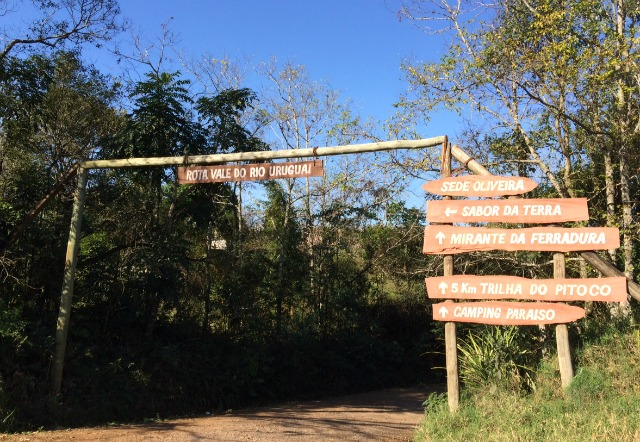 ROTA VALE DO RIO URUGUAI
SEDE OLIVEIRA
← SABOR DA TERRA
↑ MIRANTE DA FERRADURA
↑ 5 Km TRILHA DO PITOCO
↑ CAMPING PARAISO